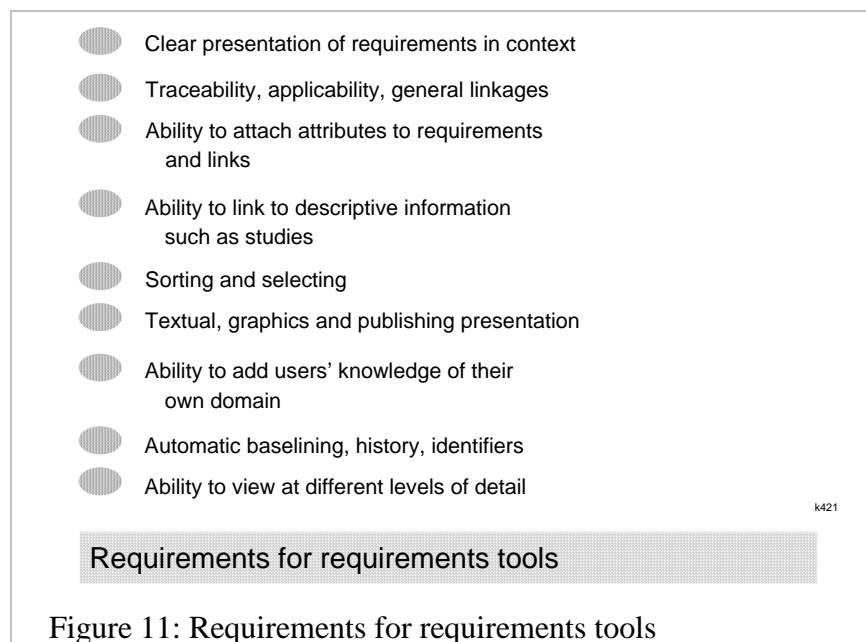 Clear presentation of requirements in context
Traceability, applicability, general linkages
Ability to attach attributes to requirements
and links
Ability to link to descriptive information
such as studies
Sorting and selecting
Textual, graphics and publishing presentation
Ability to add users’ knowledge of their
own domain
Automatic baselining, history, identifiers
Ability to view at different levels of detail
k421
Requirements for requirements tools
Figure 11: Requirements for requirements tools